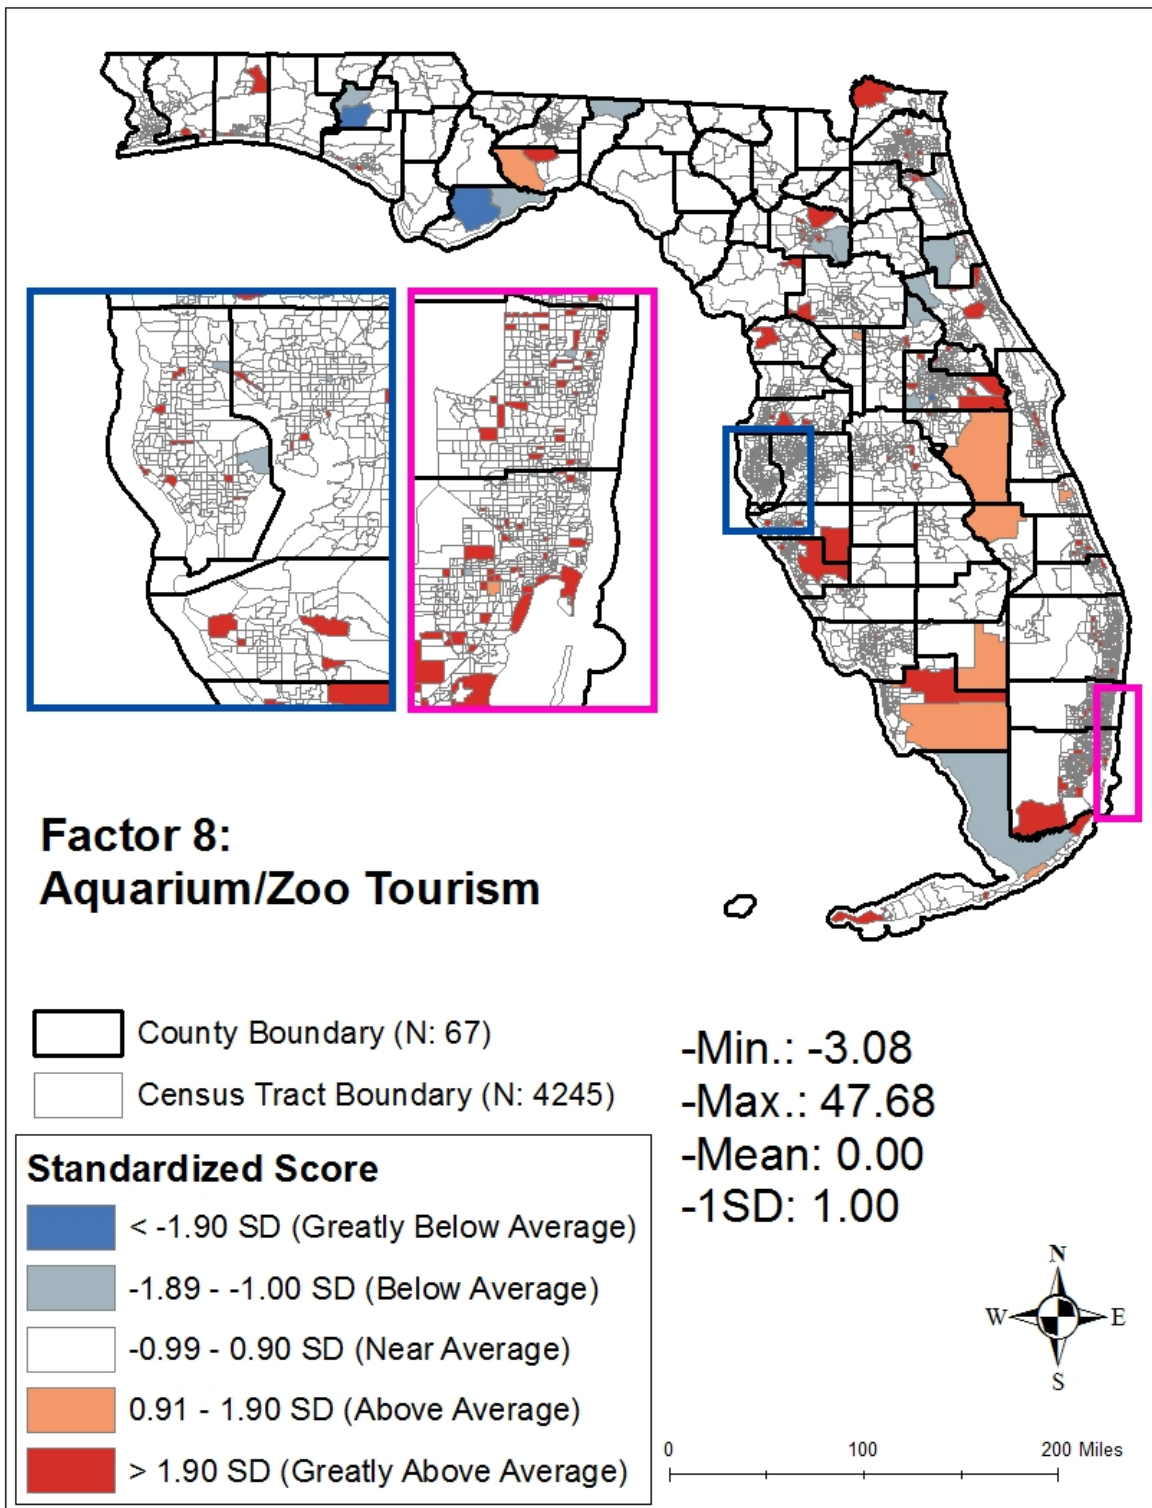 Factor 8:
Aquarium/Zoo Tourism
County Boundary (N: 67)
Census Tract Boundary (N: 4245)
-Min.: -3.08
-Max.: 47.68
-Mean: 0.00
-1SD: 1.00
Standardized Score
< -1.90 SD (Greatly Below Average)
-1.89 - -1.00 SD (Below Average)
-0.99 - 0.90 SD (Near Average)
0.91 - 1.90 SD (Above Average)
> 1.90 SD (Greatly Above Average)
N
W E
S
0 100 200 Miles